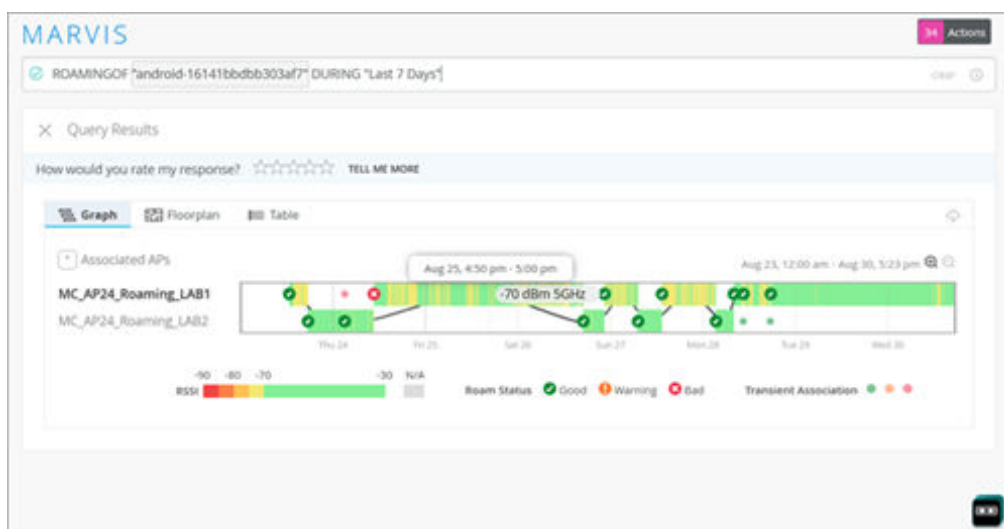 MARVIS
34 Actions
ROAMINGOF "android-16141bbdbb303af7" DURING "Last 7 Days"
Query Results
How would you rate my response? TELL ME MORE
Graph Floorplan Table
Associated APs
Aug 25, 4:50 pm - 5:00 pm
Aug 23, 12:00 am - Aug 30, 5:23 pm
MC_AP24_Roaming_LAB1
-70 dBm 5GHz
MC_AP24_Roaming_LAB2
Thu 24 Fri 25 Sat 26 Sun 27 Mon 28 Tue 29 Wed 30
-90 -80 -70 -30 N/A
RSSI
Roam Status Good Warning Bad
Transient Association